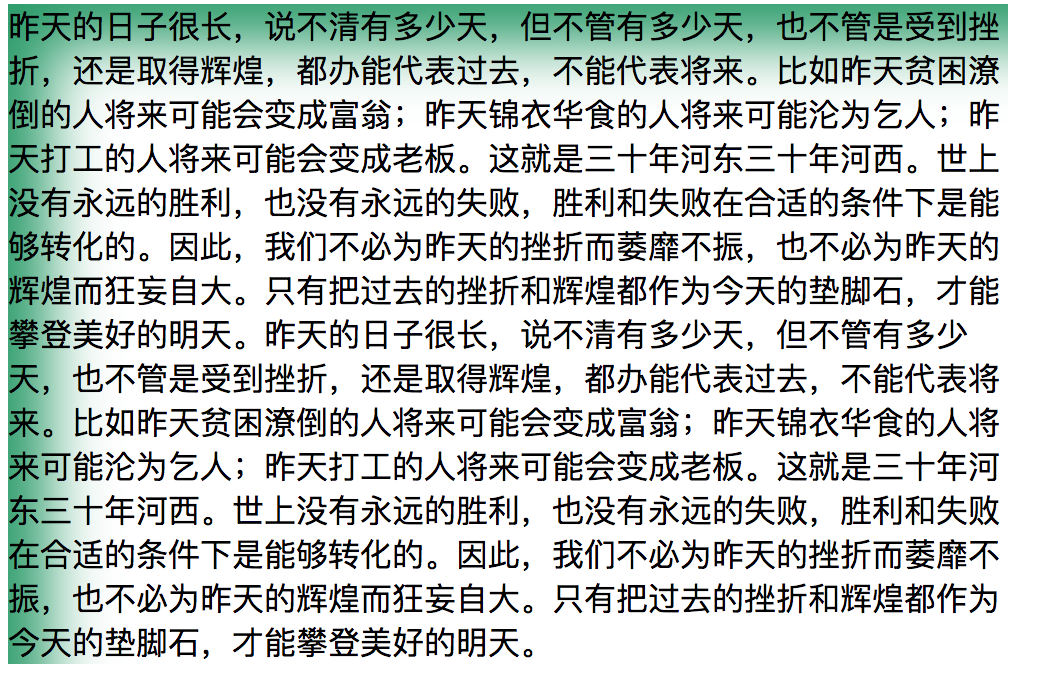 昨天的日子很长，说不清有多少天，但不管有多少天，也不管是受到挫
折，还是取得辉煌，都办能代表过去，不能代表将来。比如昨天贫困潦
倒的人将来可能会变成富翁；昨天锦衣华食的人将来可能沦为乞人；昨
天打工的人将来可能会变成老板。这就是三十年河东三十年河西。世上
没有永远的胜利，也没有永远的失败，胜利和失败在合适的条件下是能
够转化的。因此，我们不必为昨天的挫折而萎靡不振，也不必为昨天的
辉煌而狂妄自大。只有把过去的挫折和辉煌都作为今天的垫脚石，才能
攀登美好的明天。昨天的日子很长，说不清有多少天，但不管有多少
天，也不管是受到挫折，还是取得辉煌，都办能代表过去，不能代表将
来。比如昨天贫困潦倒的人将来可能会变成富翁；昨天锦衣华食的人将
来可能沦为乞人；昨天打工的人将来可能会变成老板。这就是三十年河
东三十年河西。世上没有永远的胜利，也没有永远的失败，胜利和失败
在合适的条件下是能够转化的。因此，我们不必为昨天的挫折而萎靡不
振，也不必为昨天的辉煌而狂妄自大。只有把过去的挫折和辉煌都作为
今天的垫脚石，才能攀登美好的明天。